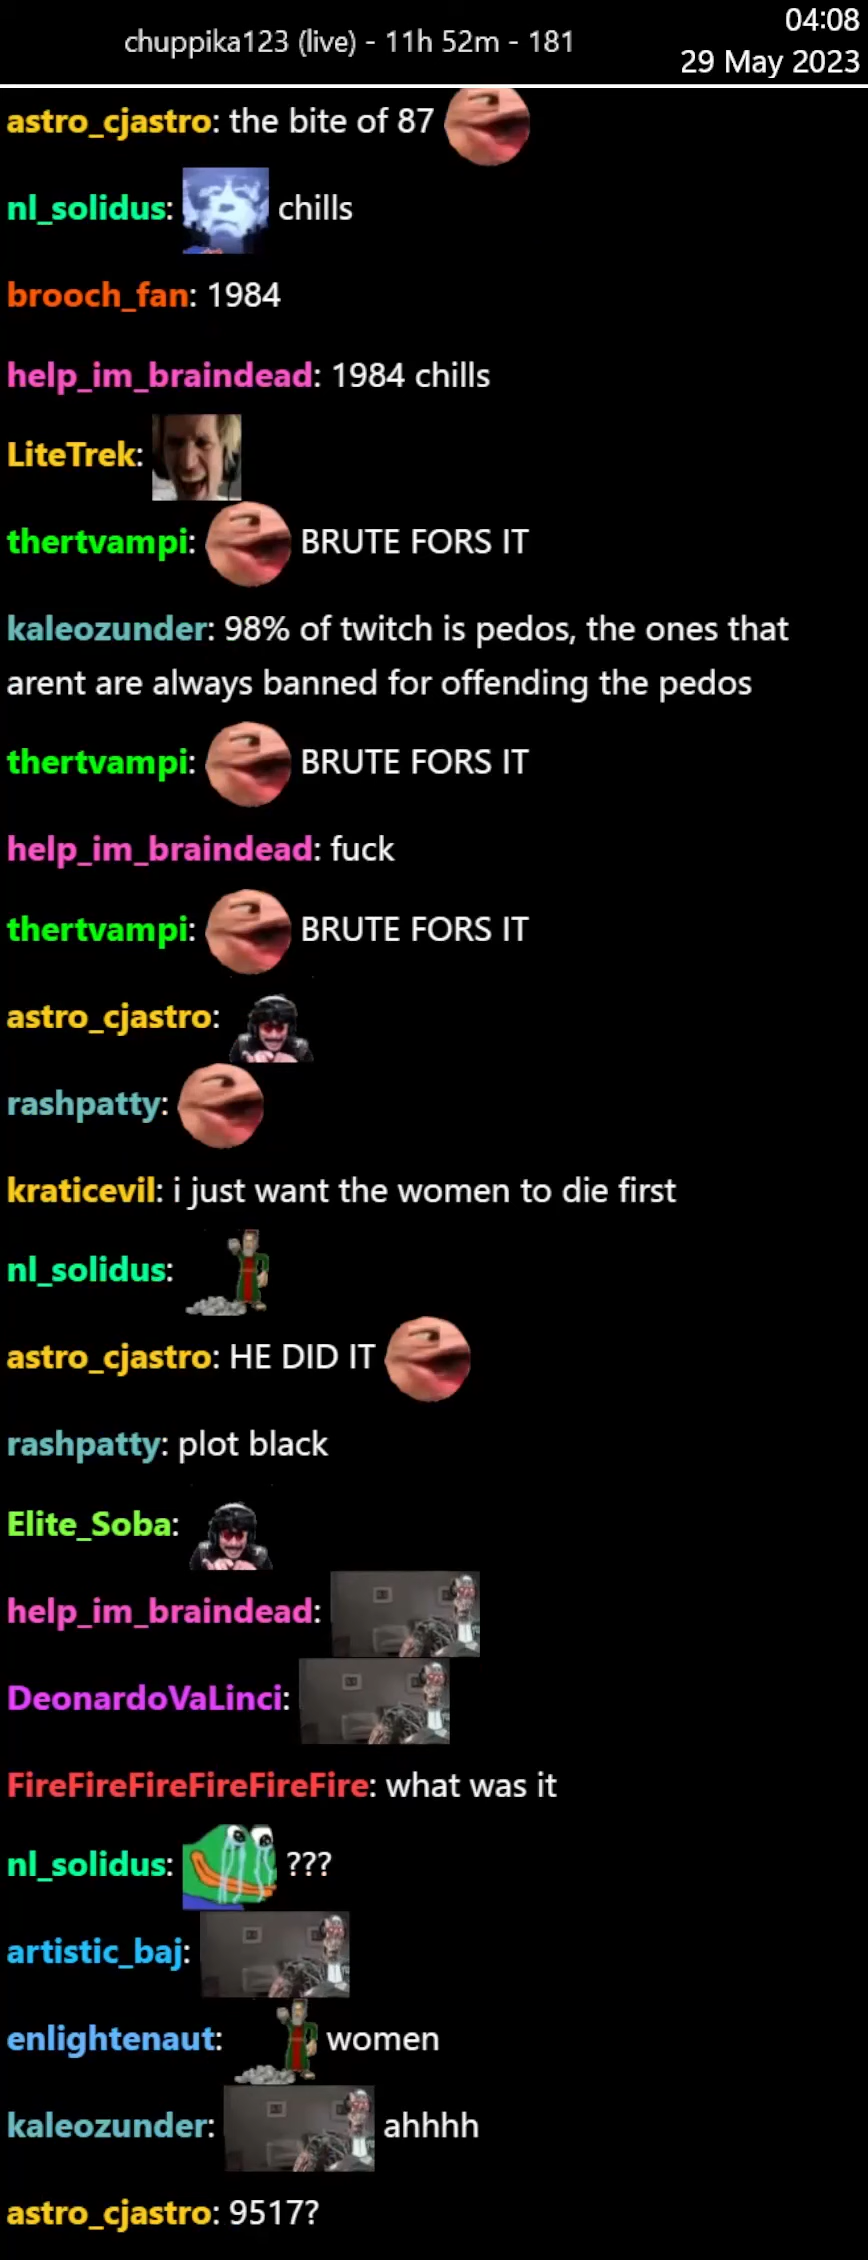 04:08
chuppika123 (live) - 11h 52m - 181
29 May 2023
astro_cjastro: the bite of 87
nl_solidus: chills
brooch_fan: 1984
help_im_braindead: 1984 chills
LiteTrek:
thertvampi: BRUTE FORS IT
kaleozunder: 98% of twitch is pedos, the ones that
arent are always banned for offending the pedos
thertvampi: BRUTE FORS IT
help_im_braindead: fuck
thertvampi: BRUTE FORS IT
astro_cjastro:
rashpatty:
kraticevil: i just want the women to die first
nl_solidus:
astro_cjastro: HE DID IT
rashpatty: plot black
Elite_Soba:
help_im_braindead:
DeonardoVaLinci:
FireFireFireFireFireFire: what was it
nl_solidus: ???
artistic_baj:
enlightenaut: women
kaleozunder: ahhhh
astro_cjastro: 9517?